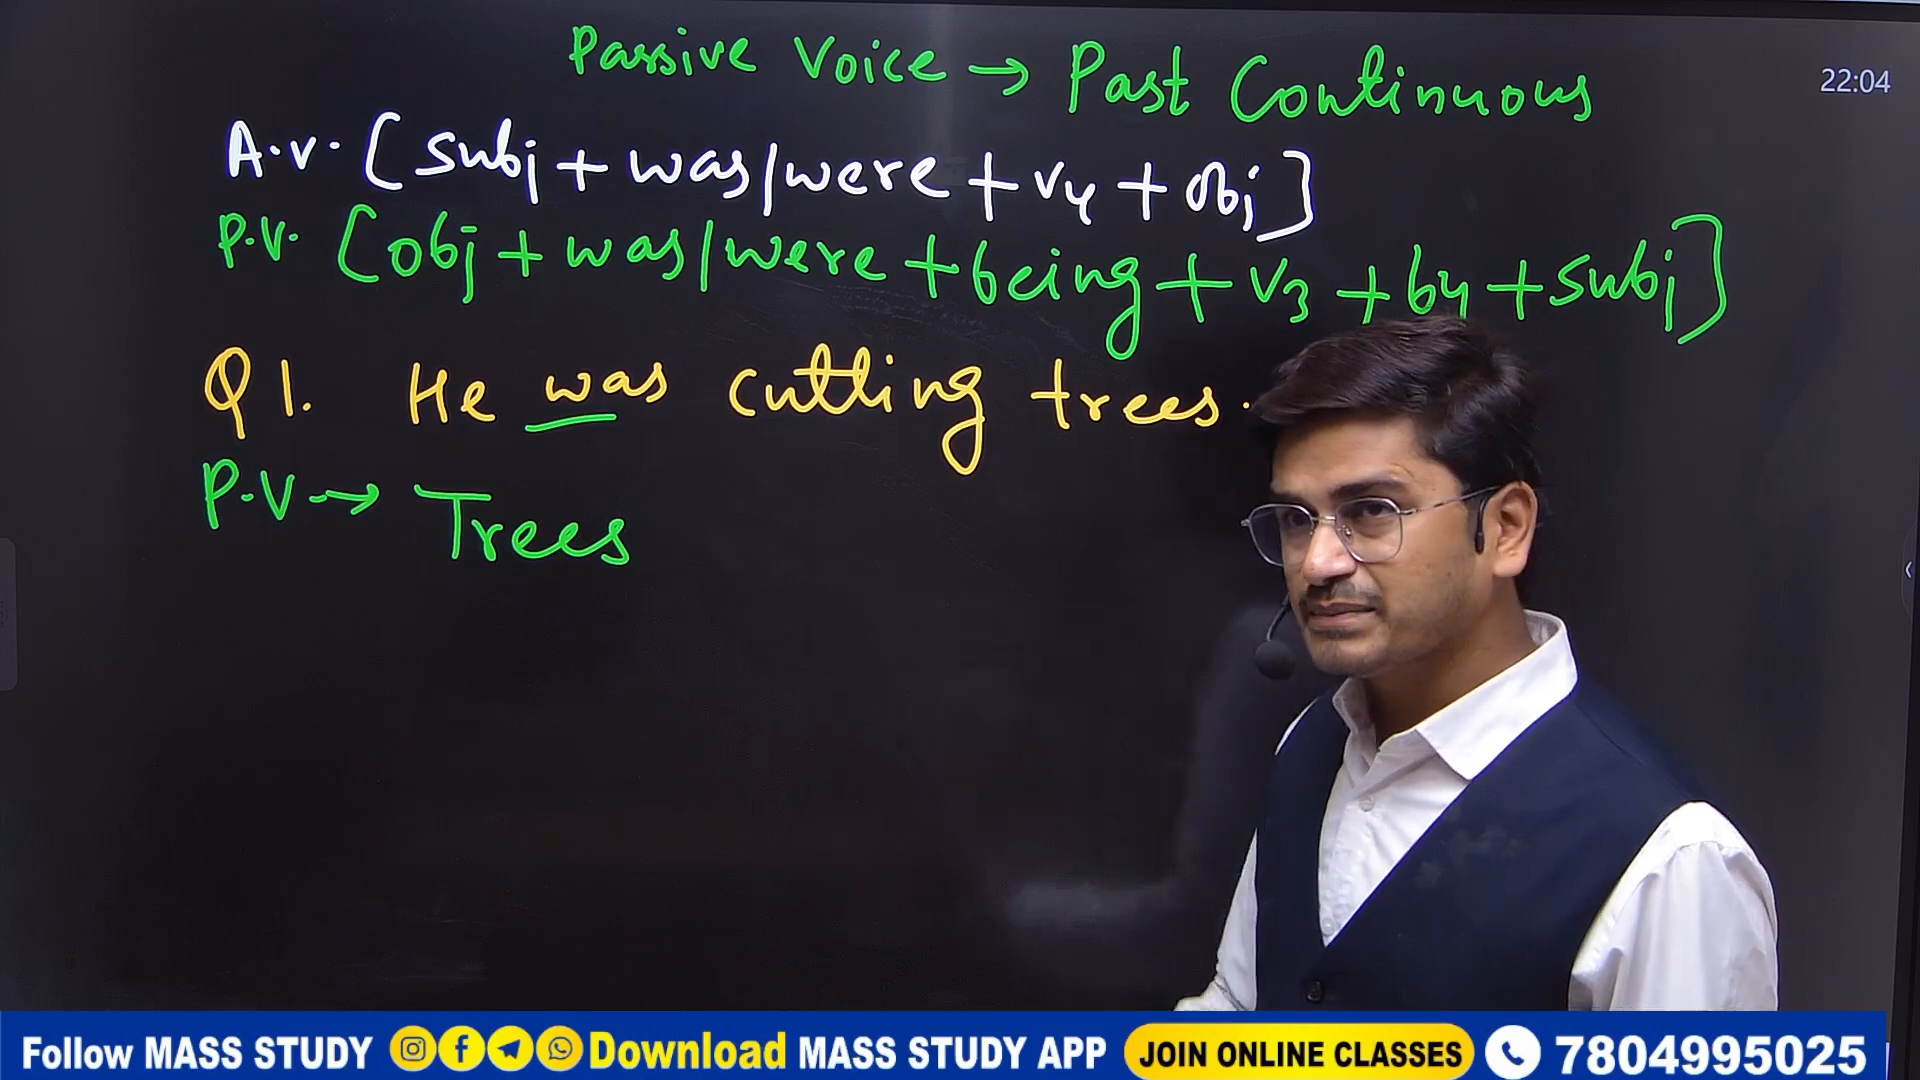 Passive Voice → Past Continuous
22:04
A.V. [Subj + was/were + V4 + Obj]
P.V. [Obj + was/were + being + V3 + by + Subj]
Q 1. He was cutting trees.
P.V → Trees
Follow MASS STUDY Download MASS STUDY APP JOIN ONLINE CLASSES 7804995025